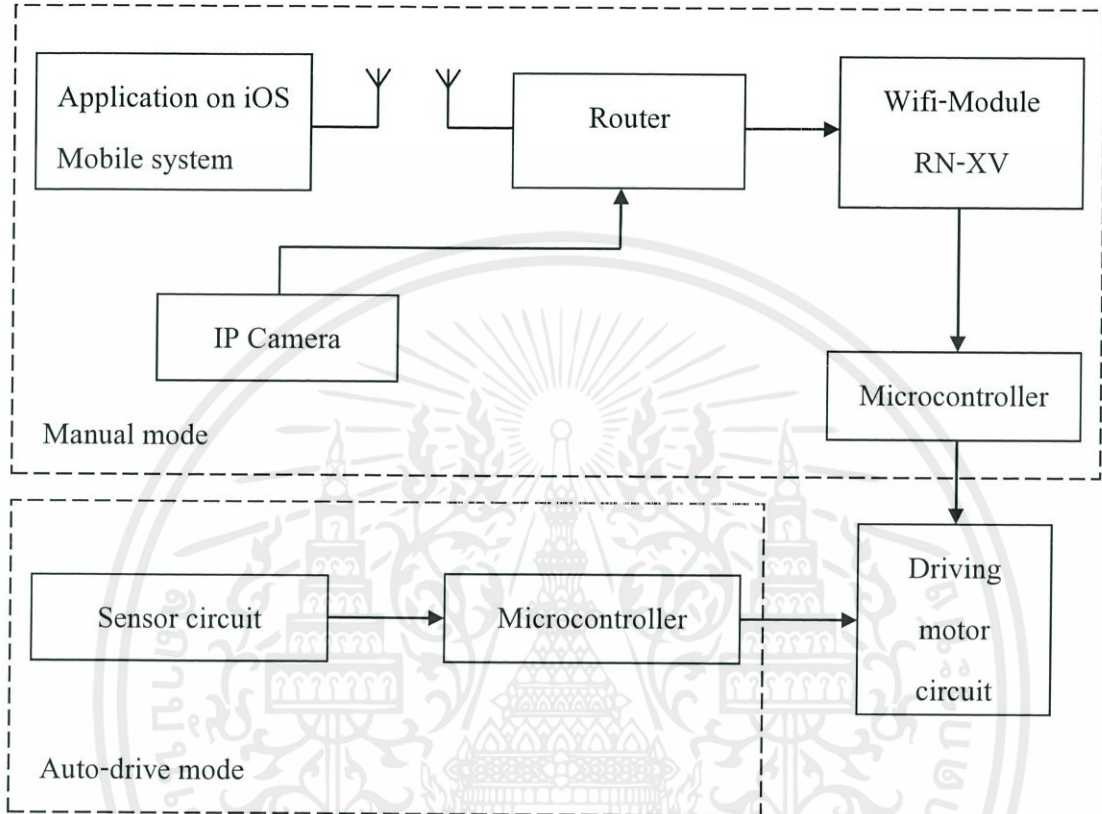 Application on iOS
Mobile system
Router
Wifi-Module
RN-XV
IP Camera
Microcontroller
Manual mode
Sensor circuit
Microcontroller
Driving
motor
circuit
Auto-drive mode